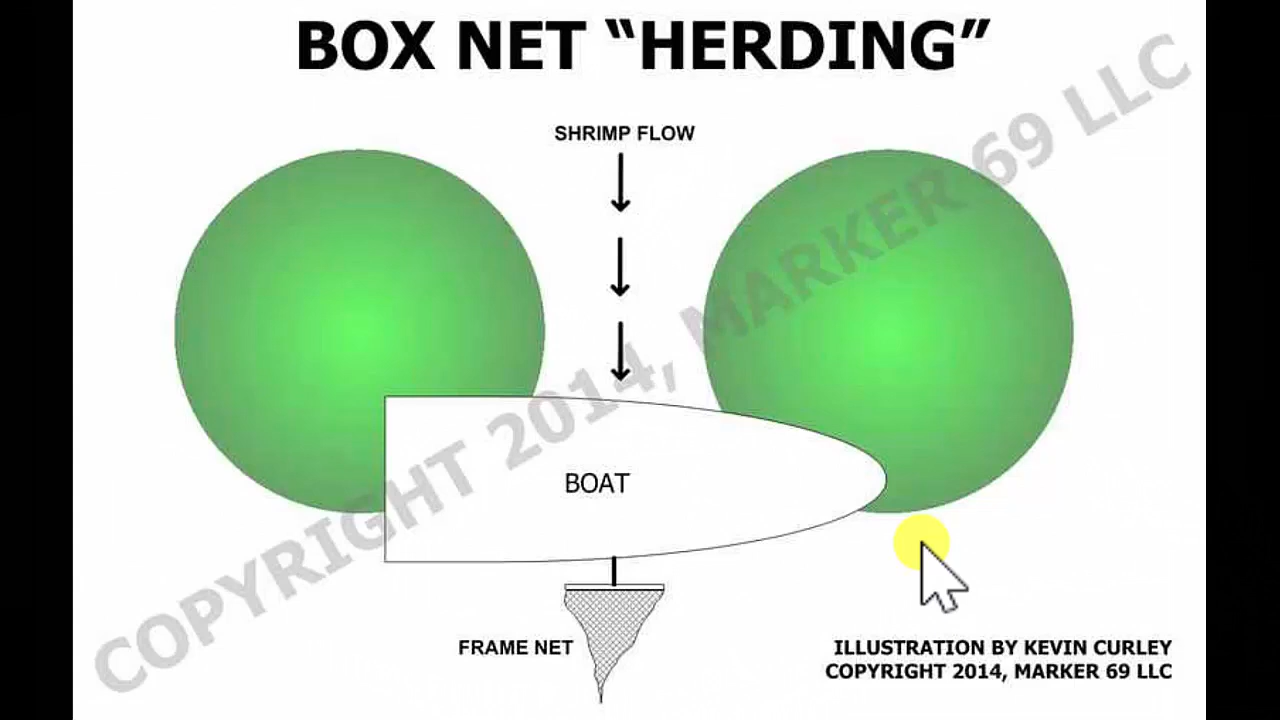 BOX NET “HERDING”
SHRIMP FLOW
COPYRIGHT 2014, MARKER 69 LLC
BOAT
FRAME NET
ILLUSTRATION BY KEVIN CURLEY
COPYRIGHT 2014, MARKER 69 LLC